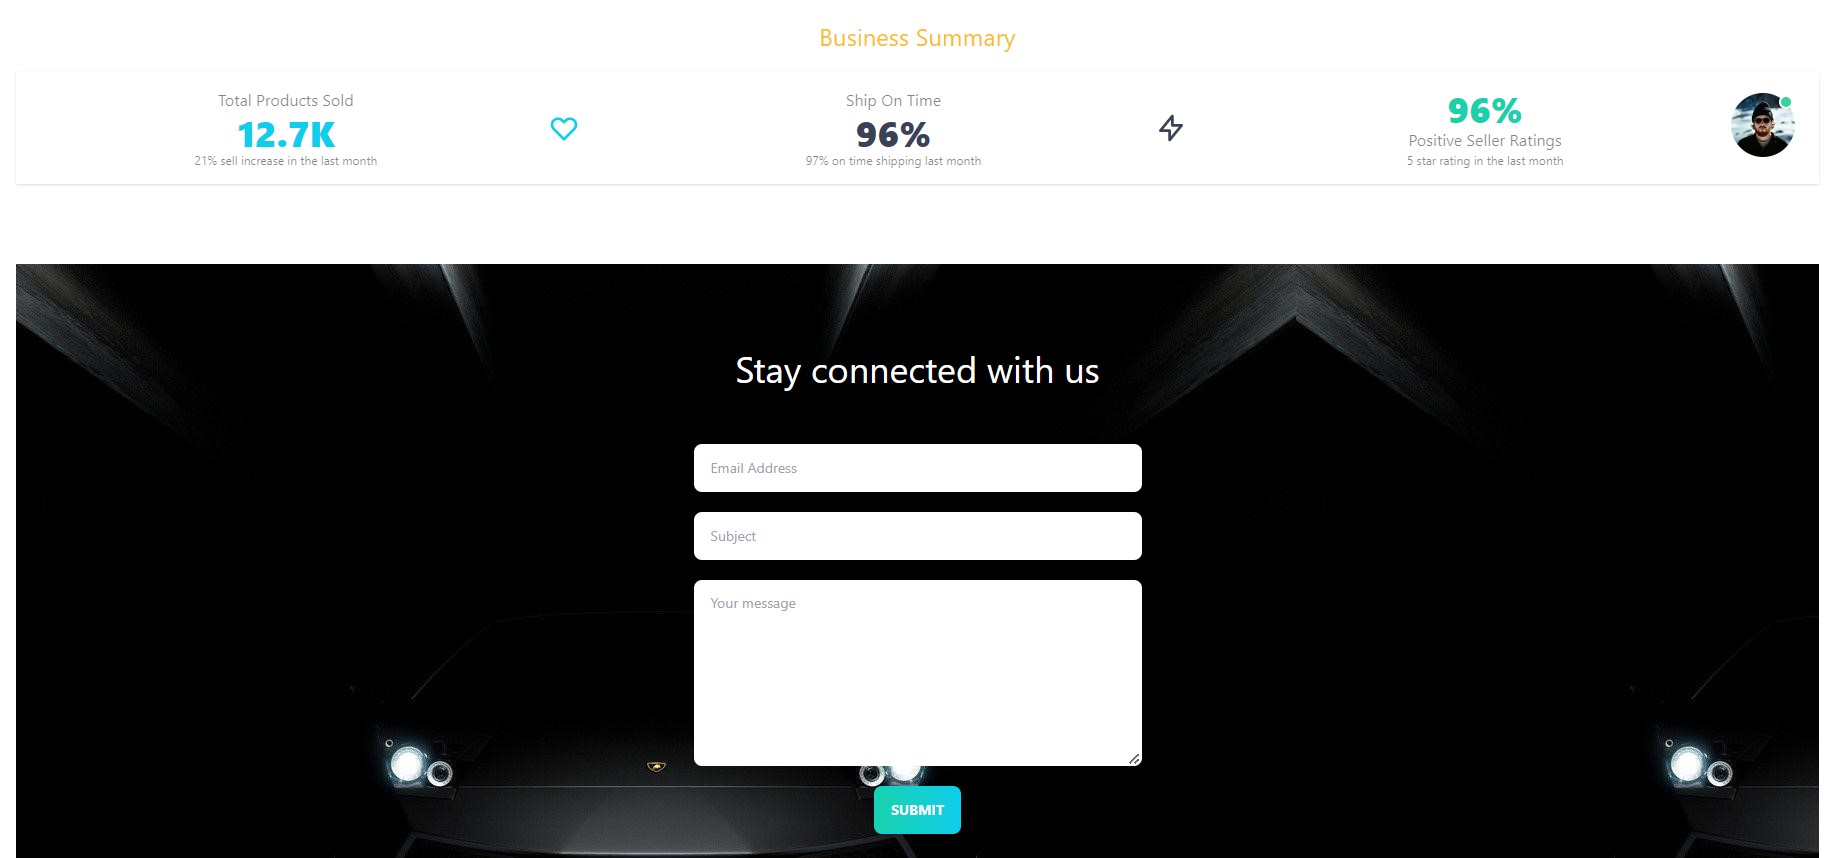 Business Summary
Total Products Sold
12.7K
21% sell increase in the last month
Ship On Time
96%
97% on time shipping last month
96%
Positive Seller Ratings
5 star rating in the last month
Stay connected with us
Email Address
Subject
Your message
SUBMIT